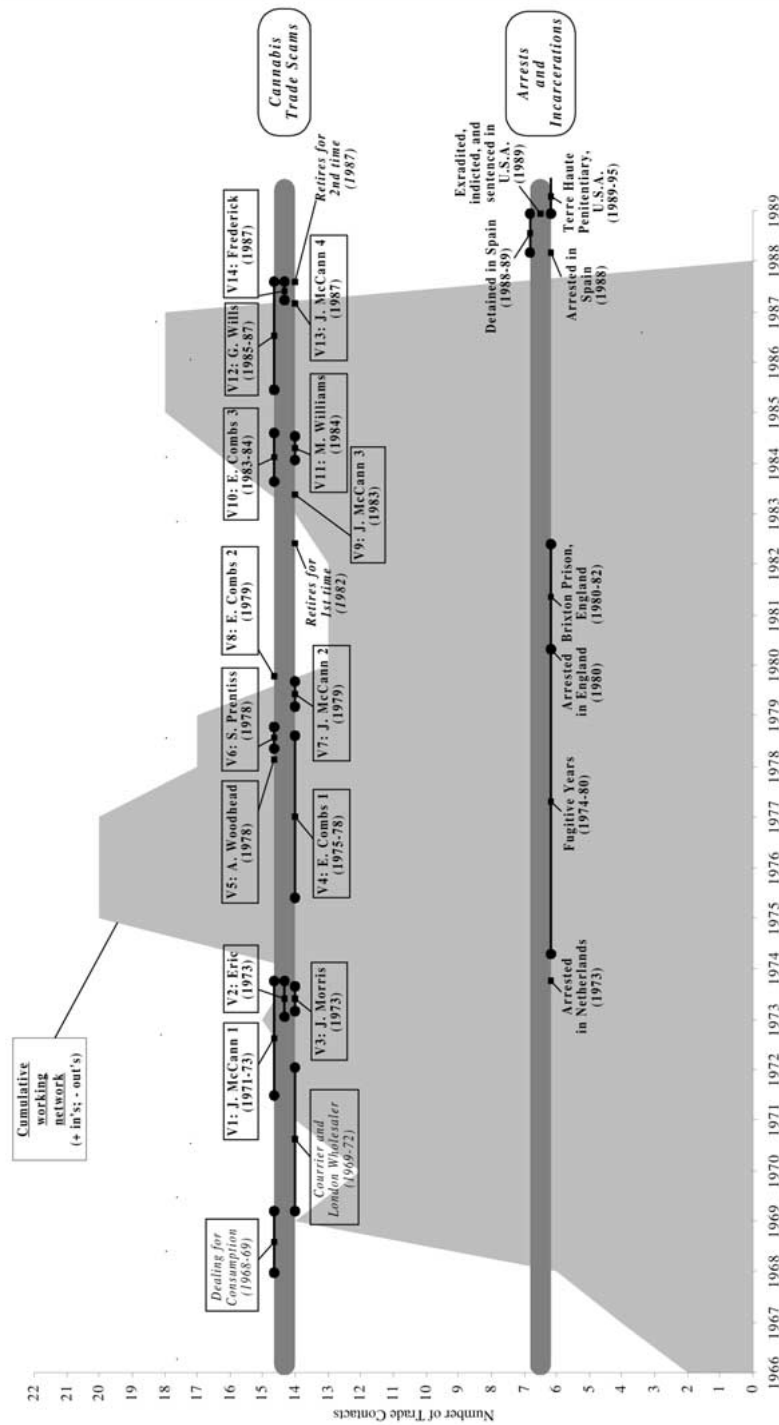 Cumulative
working
network
(+ in's; - out's)
Cannabis
Trade Scams
Dealing for
Consumption
(1968-69)
V1: J. McCann 1
(1971-73)
V2: Eric
(1973)
V5: A. Woodhead
(1978)
V6: S. Prentiss
(1978)
V8: E. Combs 2
(1979)
V10: E. Combs 3
(1983-84)
V12: G. Wills
(1985-87)
V14: Frederick
(1987)
Courrier and
London Wholesaler
(1969-72)
V3: J. Morris
(1973)
V4: E. Combs 1
(1975-78)
V7: J. McCann 2
(1979)
Retires for
1st time
(1982)
V9: J. McCann 3
(1983)
V11: M. Williams
(1984)
V13: J. McCann 4
(1987)
Retires for
2nd time
(1987)
Arrests
and
Incarcerations
Detained in Spain
(1988-89)
Exradited,
indicted, and
sentenced in
U.S.A.
(1989)
Arrested
in Netherlands
(1973)
Fugitive Years
(1974-80)
Arrested
in England
(1980)
Brixton Prison,
England
(1980-82)
Arrested in
Spain
(1988)
Terre Haute
Penitentiary,
U.S.A.
(1989-95)
Number of Trade Contacts
22
21
20
19
18
17
16
15
14
13
12
11
10
9
8
7
6
5
4
3
2
1
0
1966 1967 1968 1969 1970 1971 1972 1973 1974 1975 1976 1977 1978 1979 1980 1981 1982 1983 1984 1985 1986 1987 1988 1989